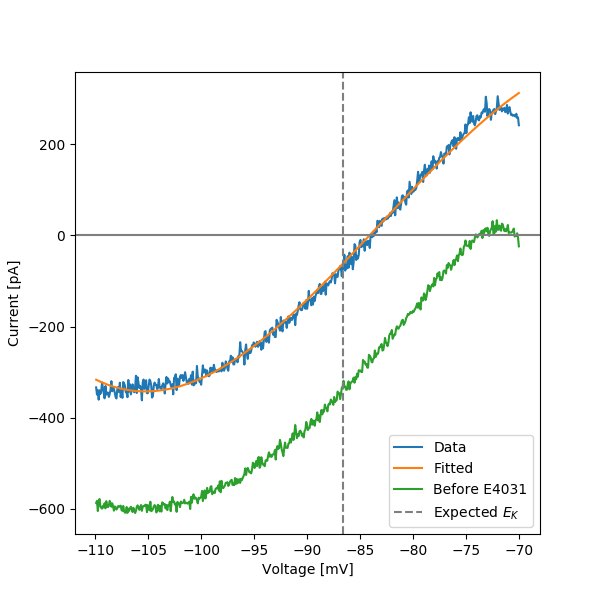 200
0
−200
−400
−600
Current [pA]
Data
Fitted
Before E4031
Expected E_K
−110 −105 −100 −95 −90 −85 −80 −75 −70
Voltage [mV]